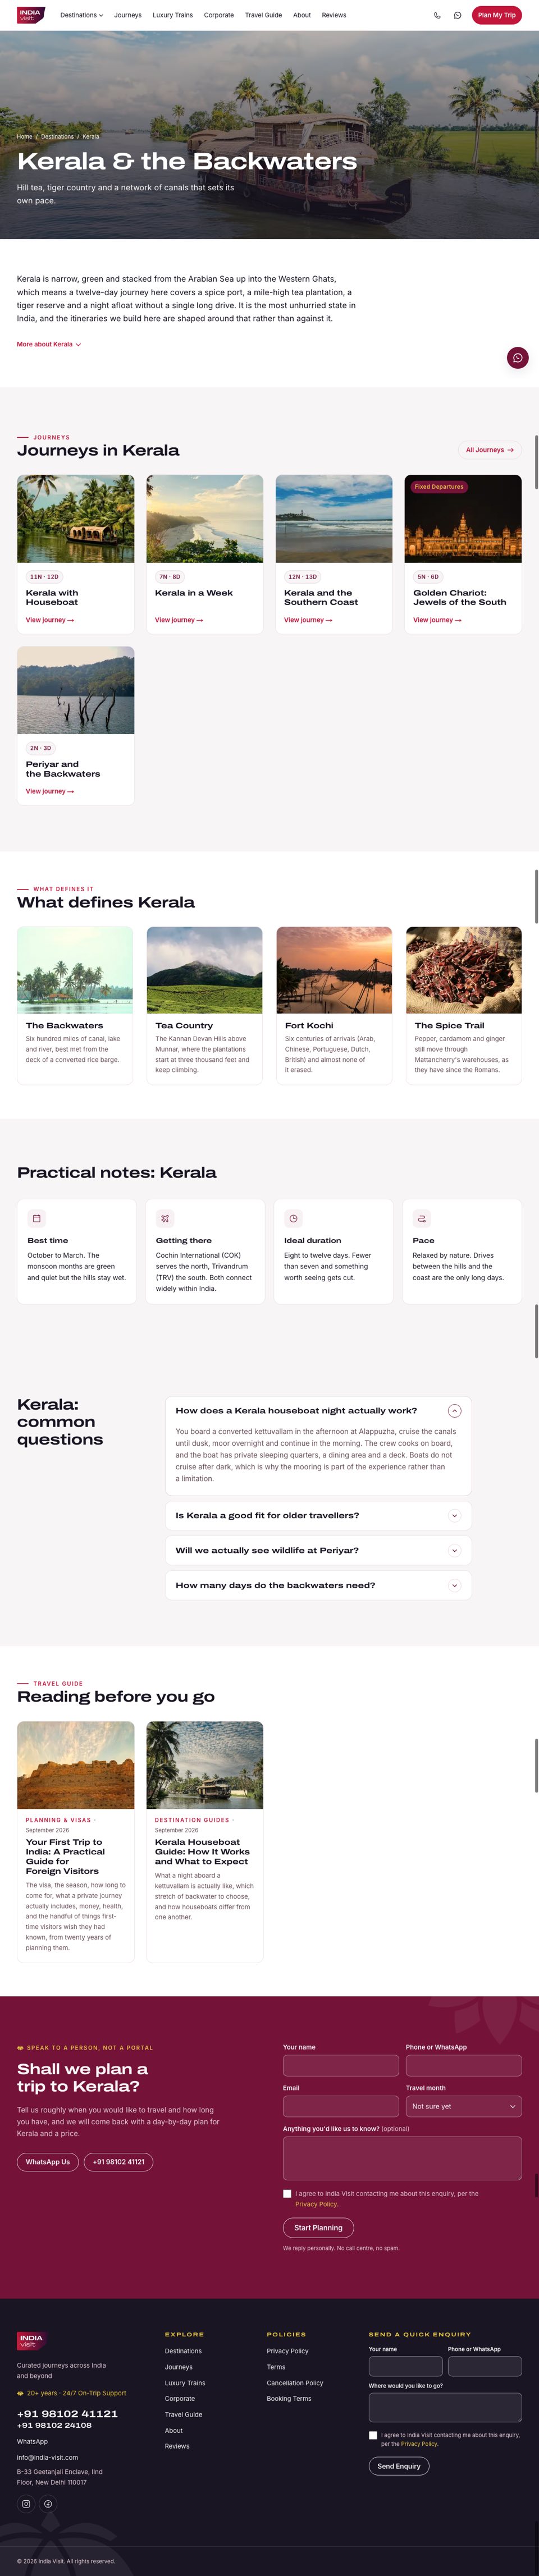 INDIA
visit
Destinations
Journeys
Luxury Trains
Corporate
Travel Guide
About
Reviews
Plan My Trip
Home / Destinations / Kerala
Kerala & the Backwaters
Hill tea, tiger country and a network of canals that sets its
own pace.
Kerala is narrow, green and stacked from the Arabian Sea up into the Western Ghats,
which means a twelve-day journey here covers a spice port, a mile-high tea plantation, a
tiger reserve and a night afloat without a single long drive. It is the most unhurried state in
India, and the itineraries we build here are shaped around that rather than against it.
More about Kerala
JOURNEYS
Journeys in Kerala
All Journeys →
11N · 12D
Kerala with
Houseboat
View journey →
7N · 8D
Kerala in a Week
View journey →
12N · 13D
Kerala and the
Southern Coast
View journey →
Fixed Departures
5N · 6D
Golden Chariot:
Jewels of the South
View journey →
2N · 3D
Periyar and
the Backwaters
View journey →
WHAT DEFINES IT
What defines Kerala
The Backwaters
Six hundred miles of canal, lake
and river, best met from the
deck of a converted rice barge.
Tea Country
The Kannan Devan Hills above
Munnar, where the plantations
start at three thousand feet and
keep climbing.
Fort Kochi
Six centuries of arrivals (Arab,
Chinese, Portuguese, Dutch,
British) and almost none of
it erased.
The Spice Trail
Pepper, cardamom and ginger
still move through
Mattancherry's warehouses, as
they have since the Romans.
Practical notes: Kerala
Best time
October to March. The
monsoon months are green
and quiet but the hills stay wet.
Getting there
Cochin International (COK)
serves the north, Trivandrum
(TRV) the south. Both connect
widely within India.
Ideal duration
Eight to twelve days. Fewer
than seven and something
worth seeing gets cut.
Pace
Relaxed by nature. Drives
between the hills and the
coast are the only long days.
Kerala:
common
questions
How does a Kerala houseboat night actually work?
You board a converted kettuvallam in the afternoon at Alappuzha, cruise the canals
until dusk, moor overnight and continue in the morning. The crew cooks on board,
and the boat has private sleeping quarters, a dining area and a deck. Boats do not
cruise after dark, which is why the mooring is part of the experience rather than
a limitation.
Is Kerala a good fit for older travellers?
Will we actually see wildlife at Periyar?
How many days do the backwaters need?
TRAVEL GUIDE
Reading before you go
PLANNING & VISAS ·
September 2026
Your First Trip to
India: A Practical
Guide for
Foreign Visitors
The visa, the season, how long to
come for, what a private journey
actually includes, money, health,
and the handful of things first-
time visitors wish they had
known, from twenty years of
planning them.
DESTINATION GUIDES ·
September 2026
Kerala Houseboat
Guide: How It Works
and What to Expect
What a night aboard a
kettuvallam is actually like, which
stretch of backwater to choose,
and how houseboats differ from
one another.
SPEAK TO A PERSON, NOT A PORTAL
Shall we plan a
trip to Kerala?
Tell us roughly when you would like to travel and how long
you have, and we will come back with a day-by-day plan for
Kerala and a price.
WhatsApp Us
+91 98102 41121
Your name
Phone or WhatsApp
Email
Travel month
Not sure yet
Anything you'd like us to know? (optional)
I agree to India Visit contacting me about this enquiry, per the
Privacy Policy.
Start Planning
We reply personally. No call centre, no spam.
INDIA
visit
Curated journeys across India
and beyond
20+ years · 24/7 On-Trip Support
+91 98102 41121
+91 98102 24108
WhatsApp
info@india-visit.com
B-33 Geetanjali Enclave, IInd
Floor, New Delhi 110017
EXPLORE
Destinations
Journeys
Luxury Trains
Corporate
Travel Guide
About
Reviews
POLICIES
Privacy Policy
Terms
Cancellation Policy
Booking Terms
SEND A QUICK ENQUIRY
Your name
Phone or WhatsApp
Where would you like to go?
I agree to India Visit contacting me about this enquiry,
per the Privacy Policy.
Send Enquiry
© 2026 India Visit. All rights reserved.